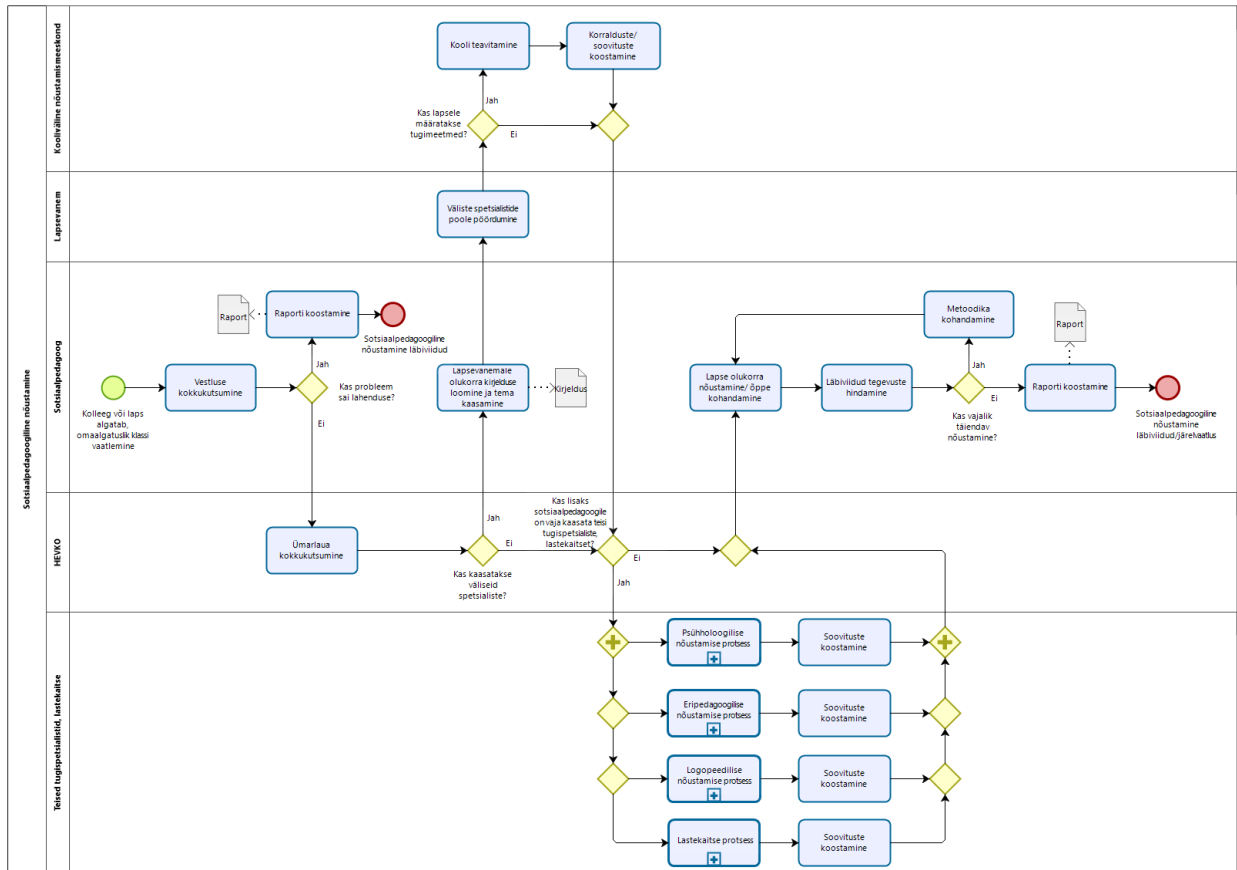 Sotsiaalpedagoogiline nõustamine
Kooliväline nõustamismeeskond
Kooli teavitamine
Korralduste/
soovituste
koostamine
Jah
Kas lapsele
määratakse
tugimeetmed?
Ei
Lapsevanem
Väliste spetsialistide
poole pöördumine
Sotsiaalpedagoog
Raport
Raporti koostamine
Sotsiaalpedagoogiline
nõustamine läbiviidud
Jah
Kolleeg või laps
algatab,
omaalgatuslik klassi
vaatlemine
Vestluse
kokkukutsumine
Kas probleem
sai lahenduse?
Ei
Lapsevanemale
olukorra kirjelduse
loomine ja tema
kaasamine
Kirjeldus
Metoodika
kohandamine
Raport
Jah
Lapse olukorra
nõustamine/ õppe
kohandamine
Läbiviidud tegevuste
hindamine
Ei
Kas vajalik
täiendav
nõustamine?
Raporti koostamine
Sotsiaalpedagoogiline
nõustamine
läbiviidud/järelvaatlus
HEVKO
Ümarlaua
kokkukutsumine
Jah
Ei
Kas kaasatakse
väliseid
spetsialiste?
Kas lisaks
sotsiaalpedagoogile
on vaja kaasata teisi
tugispetsialiste,
lastekaitset?
Ei
Jah
Teised tugispetsialistid, lastekaitse
Psühholoogilise
nõustamise protsess
Soovituste
koostamine
Eripedagoogilise
nõustamise protsess
Soovituste
koostamine
Logopeedilise
nõustamise protsess
Soovituste
koostamine
Lastekaitse protsess
Soovituste
koostamine